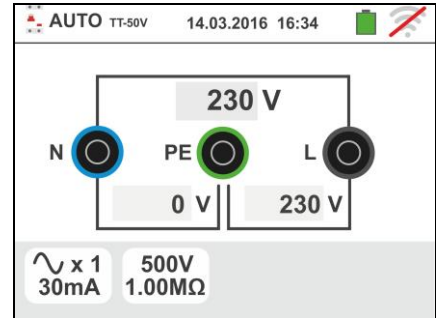 AUTO TT-50V 14.03.2016 16:34
230 V
N PE L
0 V 230 V
x 1 500V
30mA 1.00MΩ